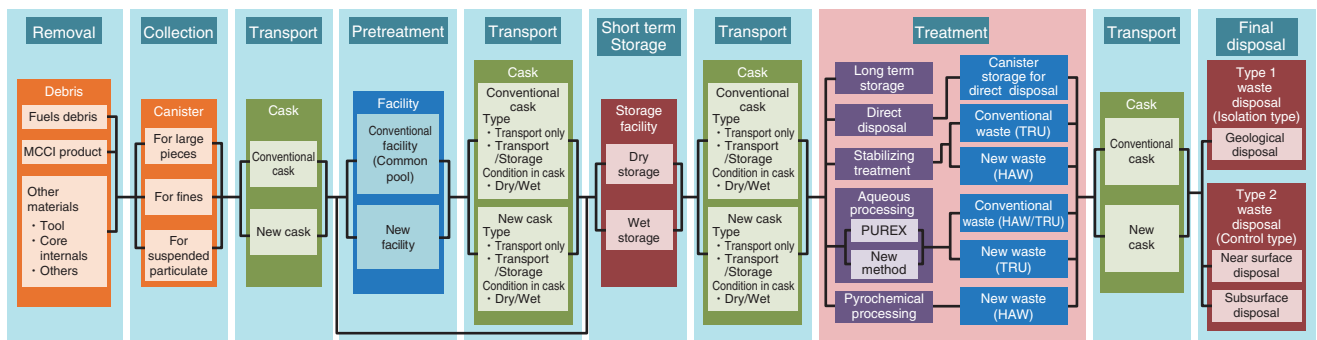 Removal
Debris
Fuels debris
MCCI product
Other
materials
・Tool
・Core
internals
・Others
Collection
Canister
For large
pieces
For fines
For
suspended
particulate
Transport
Cask
Conventional
cask
New cask
Pretreatment
Facility
Conventional
facility
(Common
pool)
New
facility
Transport
Cask
Conventional
cask
Type
・Transport only
・Transport
/Storage
Condition in cask
・Dry/Wet
New cask
Type
・Transport only
・Transport
/Storage
Condition in cask
・Dry/Wet
Short term
Storage
Storage
facility
Dry
storage
Wet
storage
Transport
Cask
Conventional
cask
Type
・Transport only
・Transport
/Storage
Condition in cask
・Dry/Wet
New cask
Type
・Transport only
・Transport
/Storage
Condition in cask
・Dry/Wet
Treatment
Long term
storage
Direct
disposal
Stabilizing
treatment
Aqueous
processing
PUREX
New
method
Pyrochemical
processing
Canister
storage for
direct disposal
Conventional
waste (TRU)
New waste
(HAW)
Conventional
waste (HAW/TRU)
New waste
(TRU)
New waste
(HAW)
Transport
Cask
Conventional
cask
New
cask
Final
disposal
Type 1
waste
disposal
(Isolation type)
Geological
disposal
Type 2
waste
disposal
(Control type)
Near surface
disposal
Subsurface
disposal